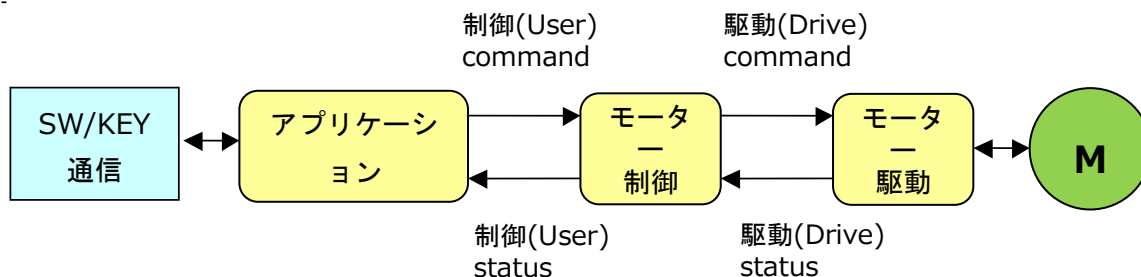 制御(User)
command
駆動(Drive)
command
SW/KEY
通信
アプリケーシ
ョン
モータ
ー
制御
モータ
ー
駆動
M
制御(User)
status
駆動(Drive)
status